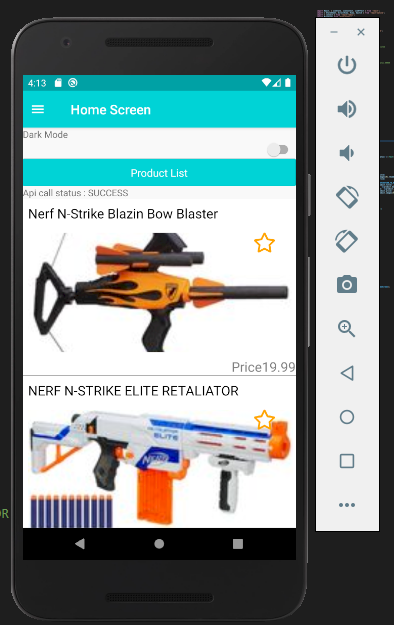 4:13
Home Screen
Dark Mode
Product List
Api call status : SUCCESS
Nerf N-Strike Blazin Bow Blaster
Price19.99
NERF N-STRIKE ELITE RETALIATOR
ELITE
NERF
OR